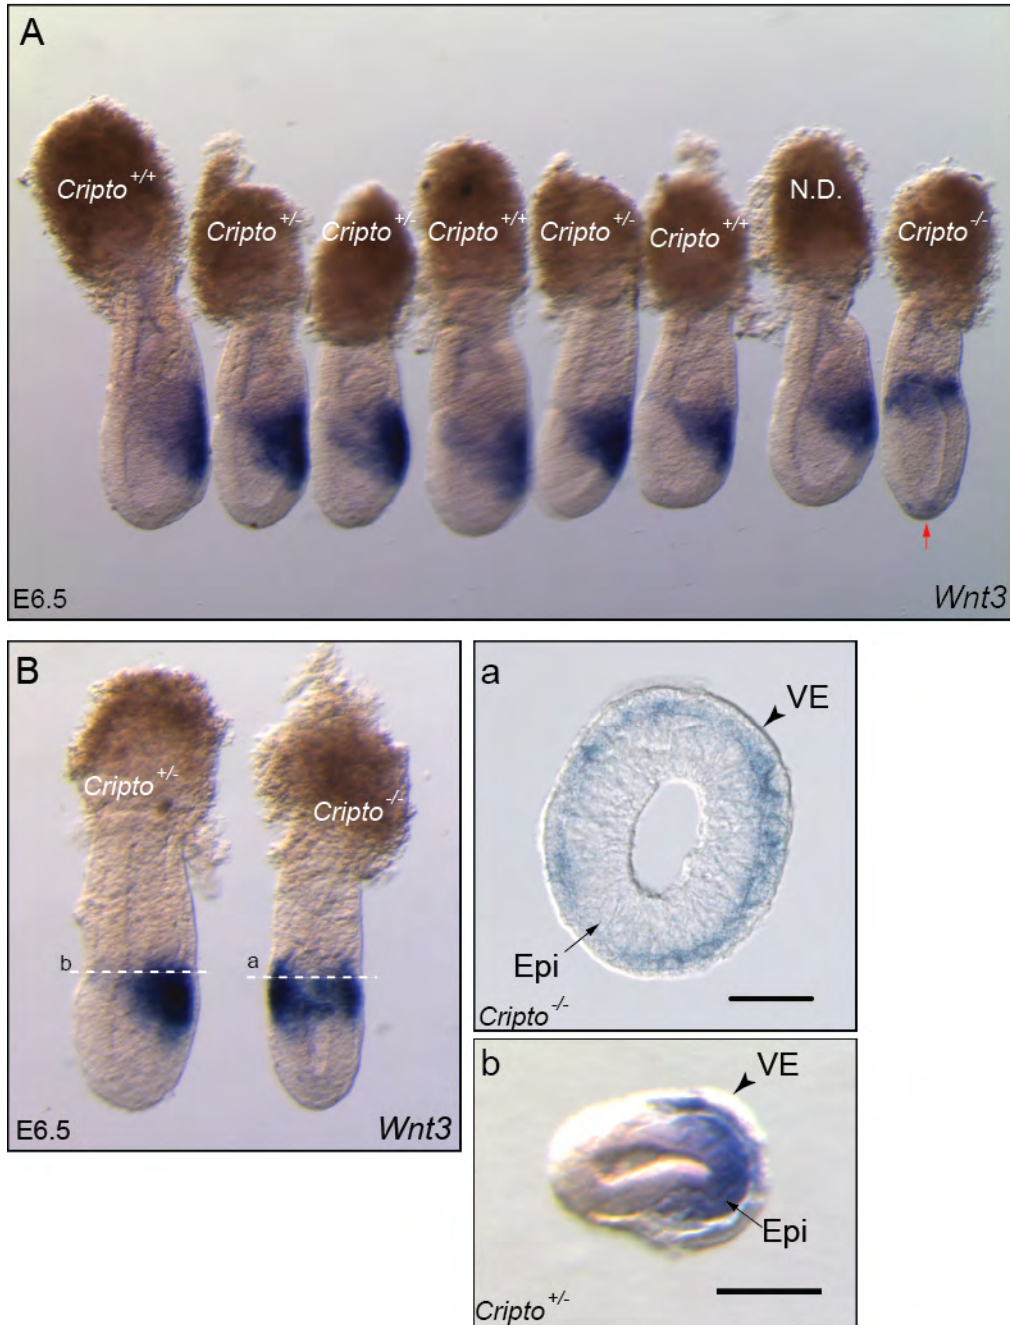 A
Cripto+/+
Cripto+/-
Cripto+/-
Cripto+/+
Cripto+/-
Cripto+/+
N.D.
Cripto-/-
E6.5
Wnt3
B
Cripto+/-
Cripto-/-
b
a
E6.5
Wnt3
a
VE
Epi
Cripto-/-
b
VE
Epi
Cripto+/-